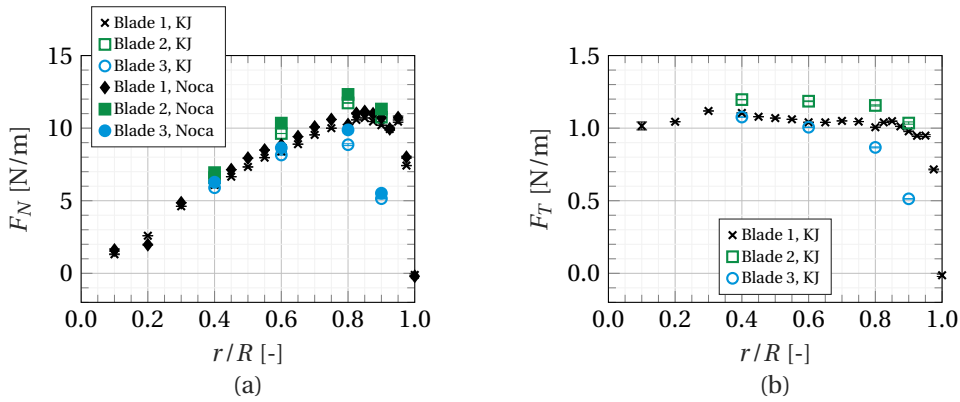 Blade 1, KJ
Blade 2, KJ
Blade 3, KJ
Blade 1, Noca
Blade 2, Noca
Blade 3, Noca
15
10
5
0
F_N [N/m]
0.0 0.2 0.4 0.6 0.8 1.0
r/R [-]
(a)
1.5
1.0
0.5
0.0
F_T [N/m]
Blade 1, KJ
Blade 2, KJ
Blade 3, KJ
0.0 0.2 0.4 0.6 0.8 1.0
r/R [-]
(b)